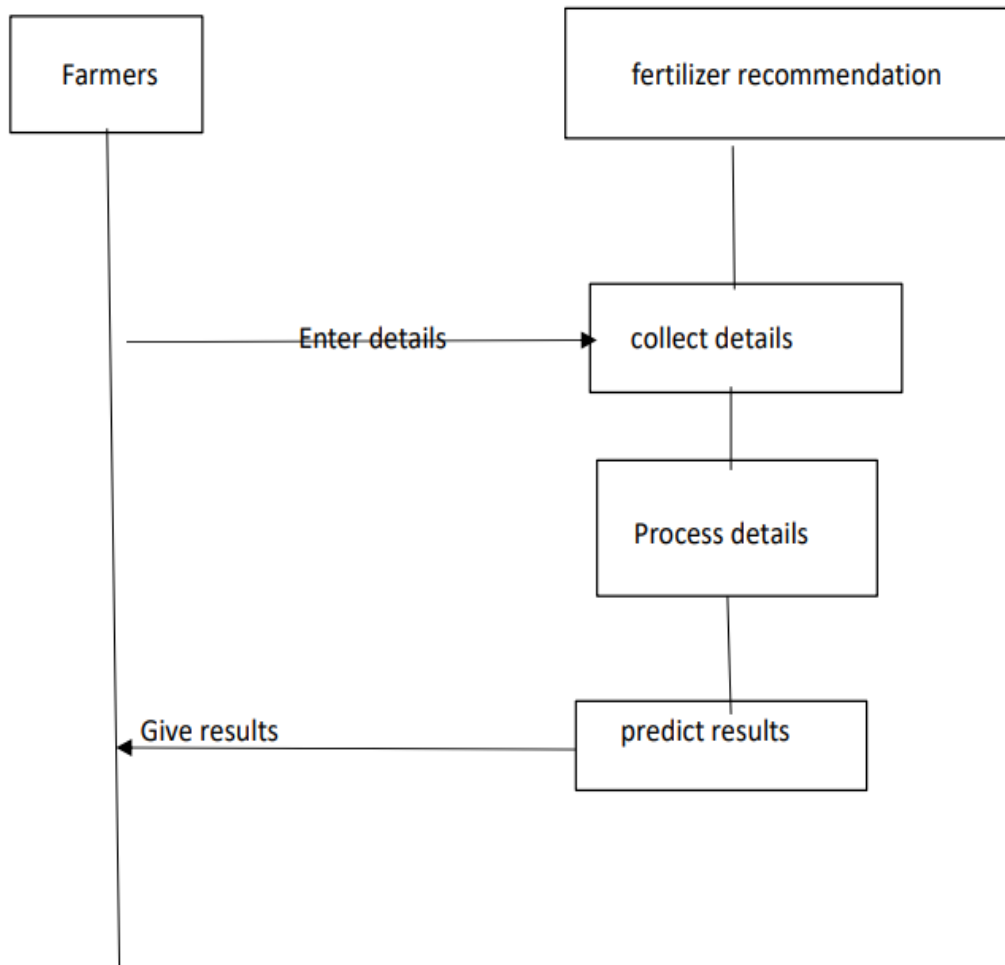 Farmers
fertilizer recommendation
Enter details
collect details
Process details
Give results
predict results